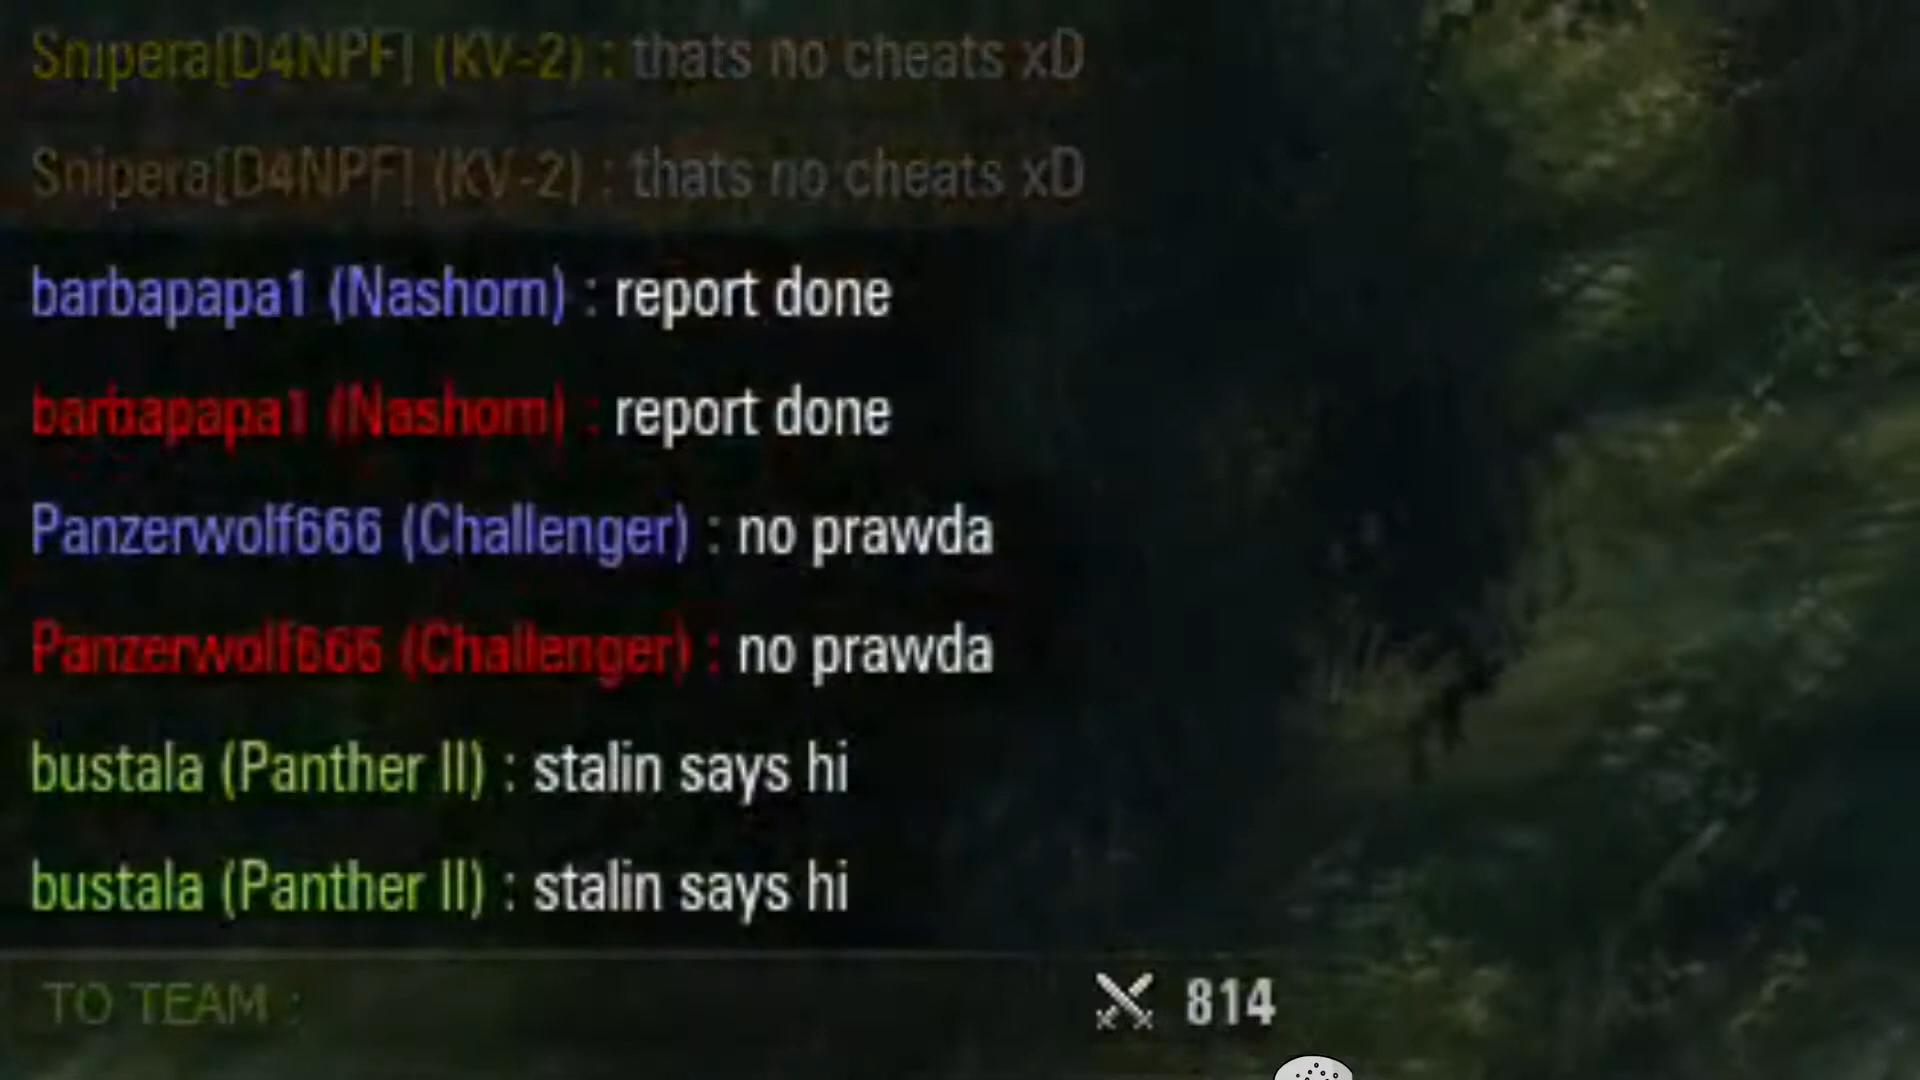 Snipera[D4NPF] (KV-2) : thats no cheats xD
Snipera[D4NPF] (KV-2) : thats no cheats xD
barbapapa1 (Nashorn) : report done
barbapapa1 (Nashorn) : report done
Panzerwolf666 (Challenger) : no prawda
Panzerwolf666 (Challenger) : no prawda
bustala (Panther II) : stalin says hi
bustala (Panther II) : stalin says hi
TO TEAM :
814